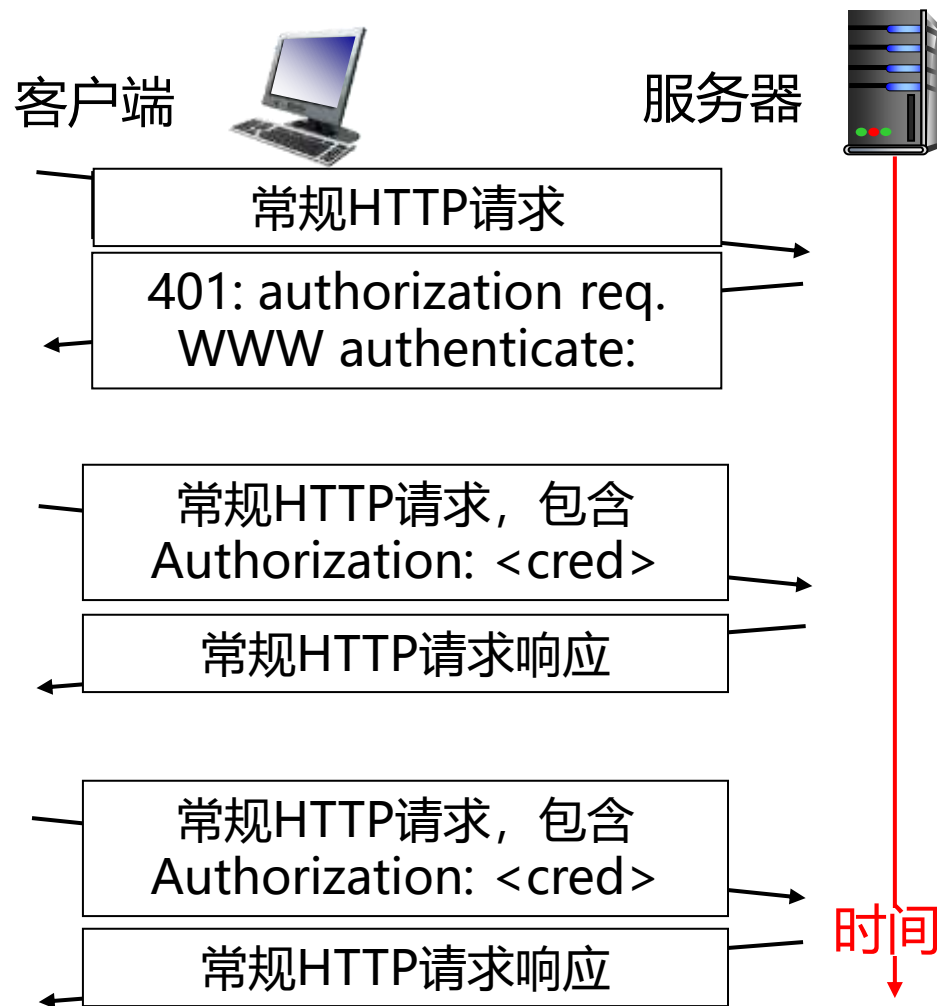 客户端
服务器
常规HTTP请求
401: authorization req.
WWW authenticate:
常规HTTP请求，包含
Authorization: <cred>
常规HTTP请求响应
常规HTTP请求，包含
Authorization: <cred>
时间
常规HTTP请求响应